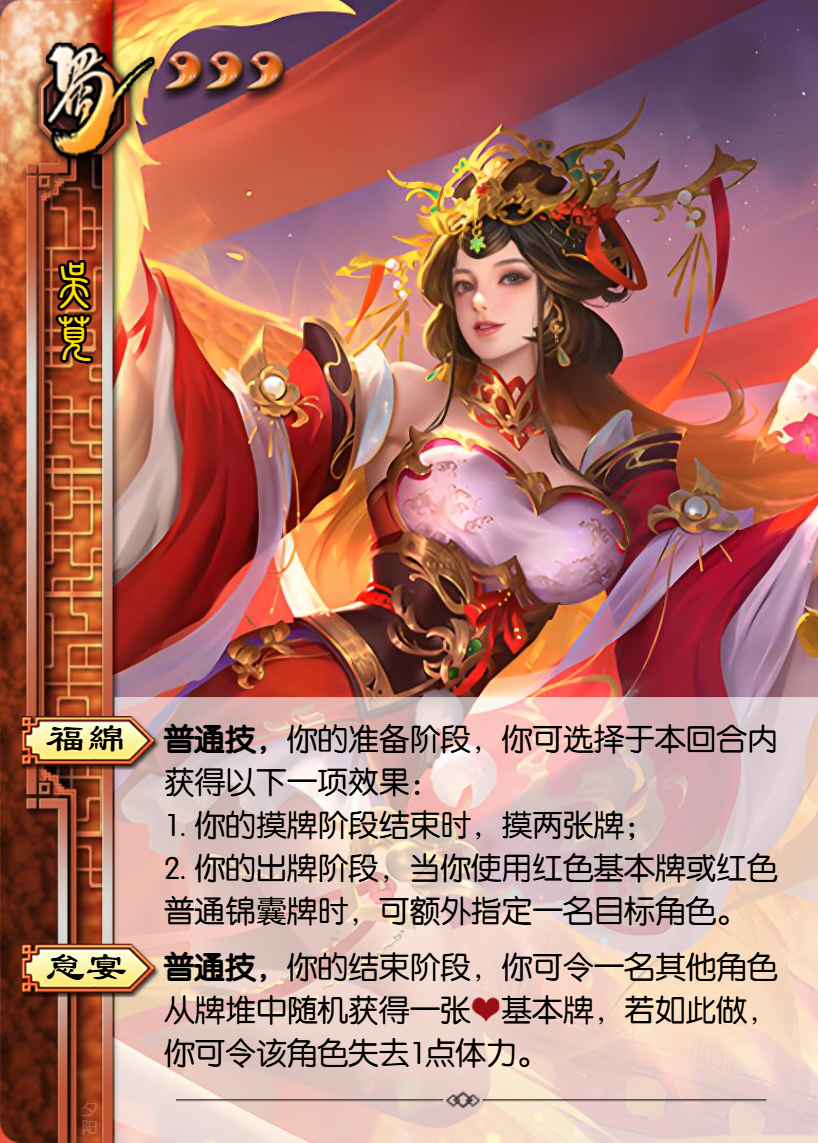 蜀
吳莧
福綿
普通技，你的准备阶段，你可选择于本回合内
获得以下一项效果：
1. 你的摸牌阶段结束时，摸两张牌；
2. 你的出牌阶段，当你使用红色基本牌或红色
普通锦囊牌时，可额外指定一名目标角色。
怠宴
普通技，你的结束阶段，你可令一名其他角色
从牌堆中随机获得一张♥基本牌，若如此做，
你可令该角色失去1点体力。
夕阳